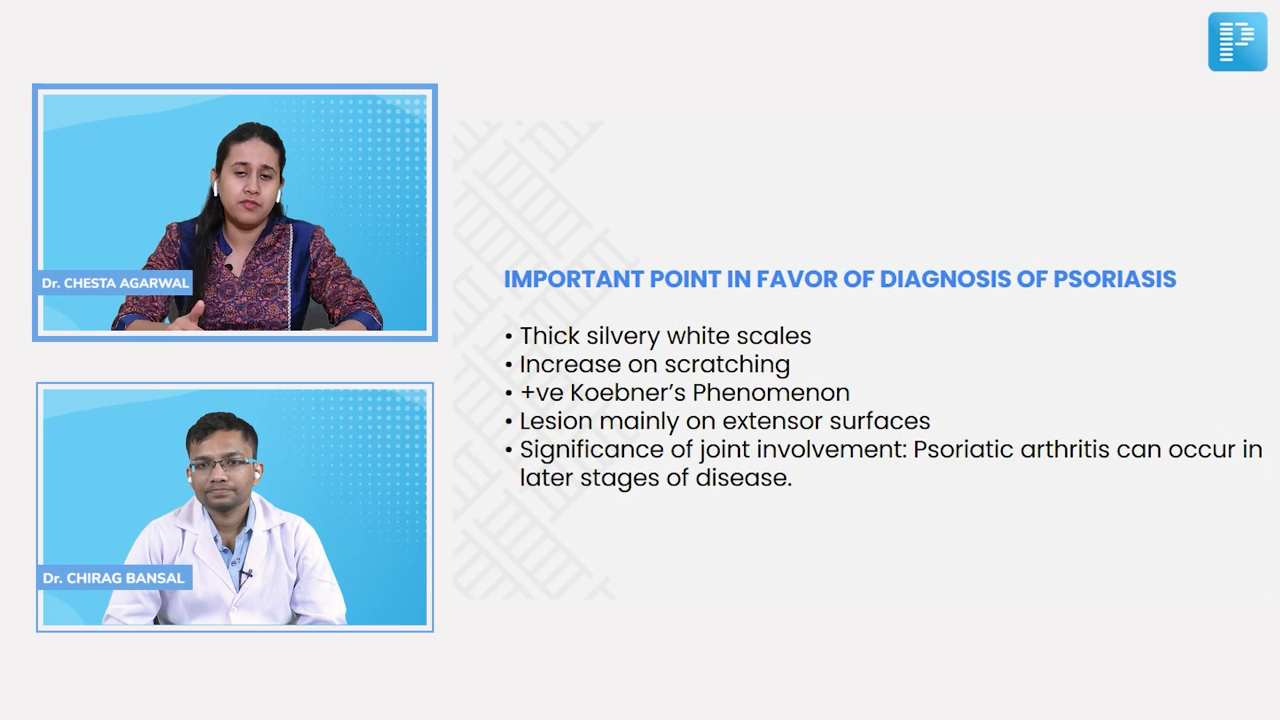 Dr. CHESTA AGARWAL
Dr. CHIRAG BANSAL
IMPORTANT POINT IN FAVOR OF DIAGNOSIS OF PSORIASIS
• Thick silvery white scales
• Increase on scratching
• +ve Koebner’s Phenomenon
• Lesion mainly on extensor surfaces
• Significance of joint involvement: Psoriatic arthritis can occur in
later stages of disease.